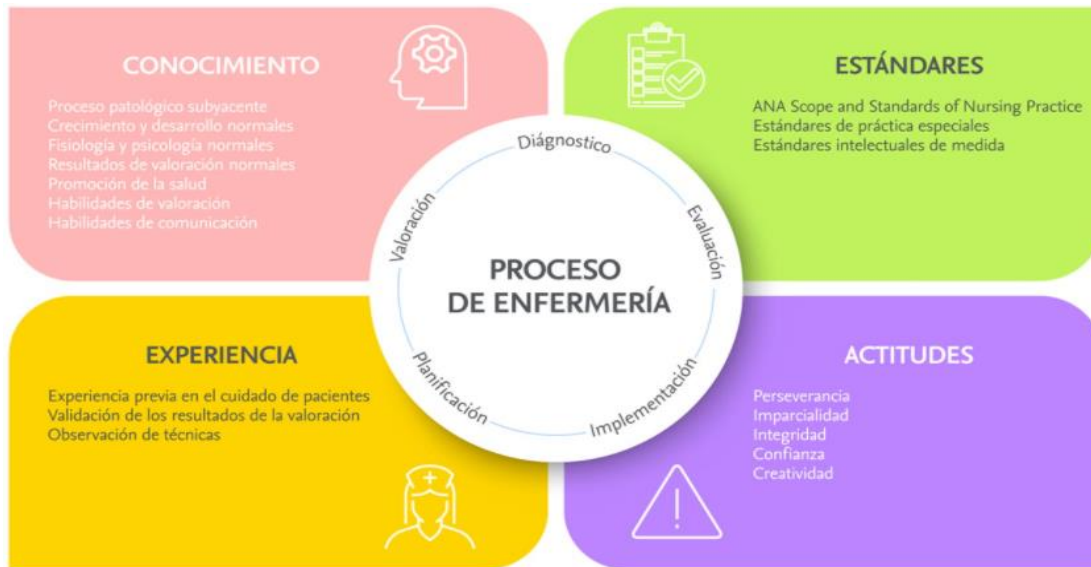 CONOCIMIENTO
Proceso patológico subyacente
Crecimiento y desarrollo normales
Fisiología y psicología normales
Resultados de valoración normales
Promoción de la salud
Habilidades de valoración
Habilidades de comunicación
ESTÁNDARES
ANA Scope and Standards of Nursing Practice
Estándares de práctica especiales
Estándares intelectuales de medida
Diágnostico
Valoración
Evaluación
PROCESO
DE ENFERMERÍA
Planificación
Implementación
EXPERIENCIA
Experiencia previa en el cuidado de pacientes
Validación de los resultados de la valoración
Observación de técnicas
ACTITUDES
Perseverancia
Imparcialidad
Integridad
Confianza
Creatividad